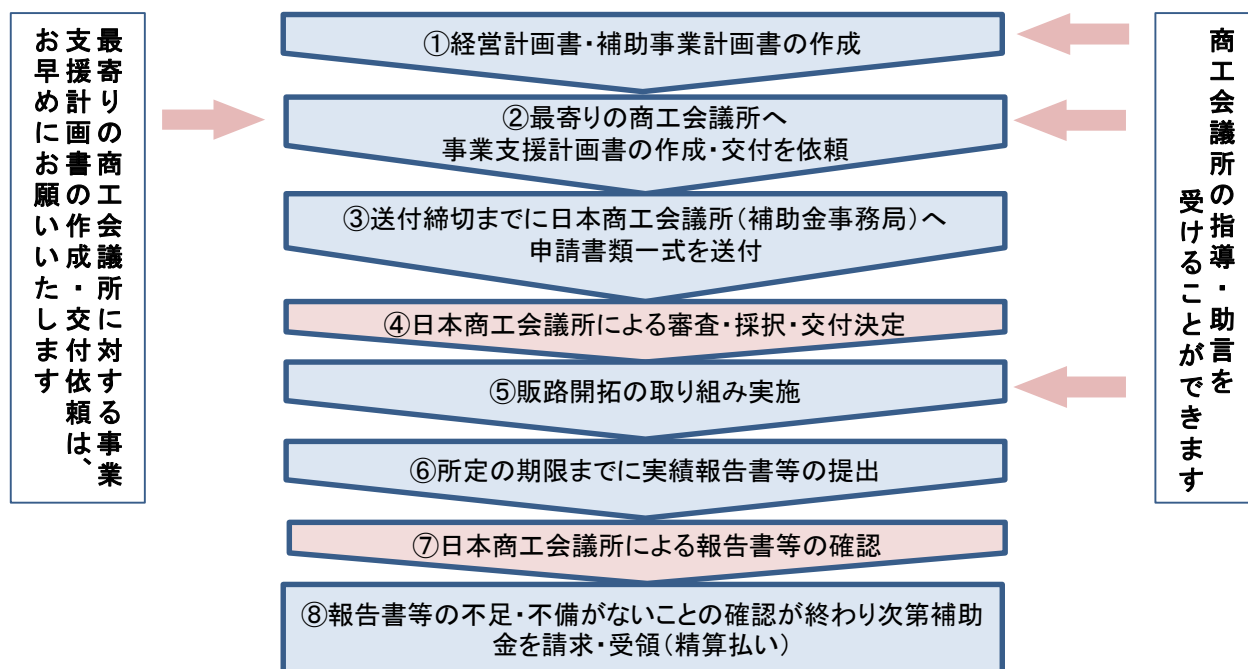 最寄りの商工会議所に対する事業
支援計画書の作成・交付依頼は、
お早めにお願いいたします
①経営計画書・補助事業計画書の作成
②最寄りの商工会議所へ
事業支援計画書の作成・交付を依頼
③送付締切までに日本商工会議所（補助金事務局）へ
申請書類一式を送付
④日本商工会議所による審査・採択・交付決定
⑤販路開拓の取り組み実施
⑥所定の期限までに実績報告書等の提出
⑦日本商工会議所による報告書等の確認
⑧報告書等の不足・不備がないことの確認が終わり次第補助
金を請求・受領（精算払い）
商工会議所の指導・助言を
受けることができます